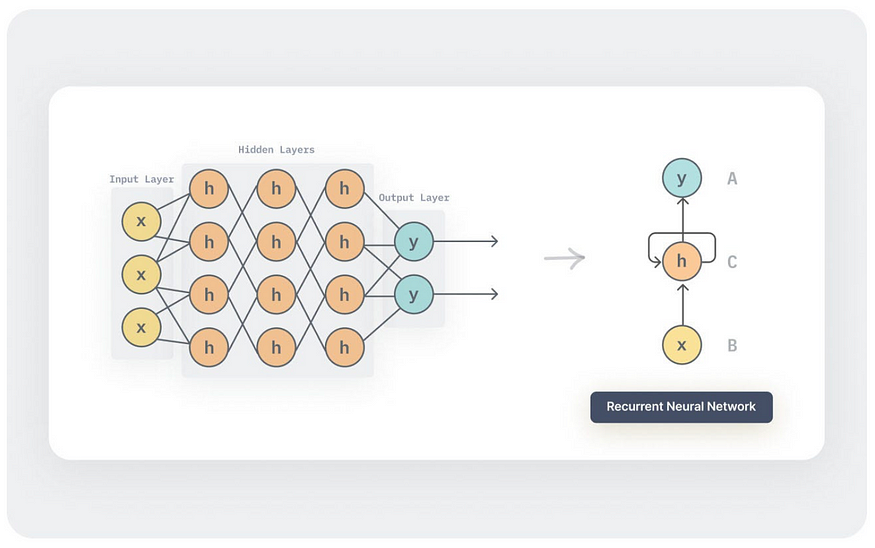 Hidden Layers
Input Layer
Output Layer
h h h
x
h h h
y
x
h h h
y
x
h h h
y A
h C
x B
Recurrent Neural Network